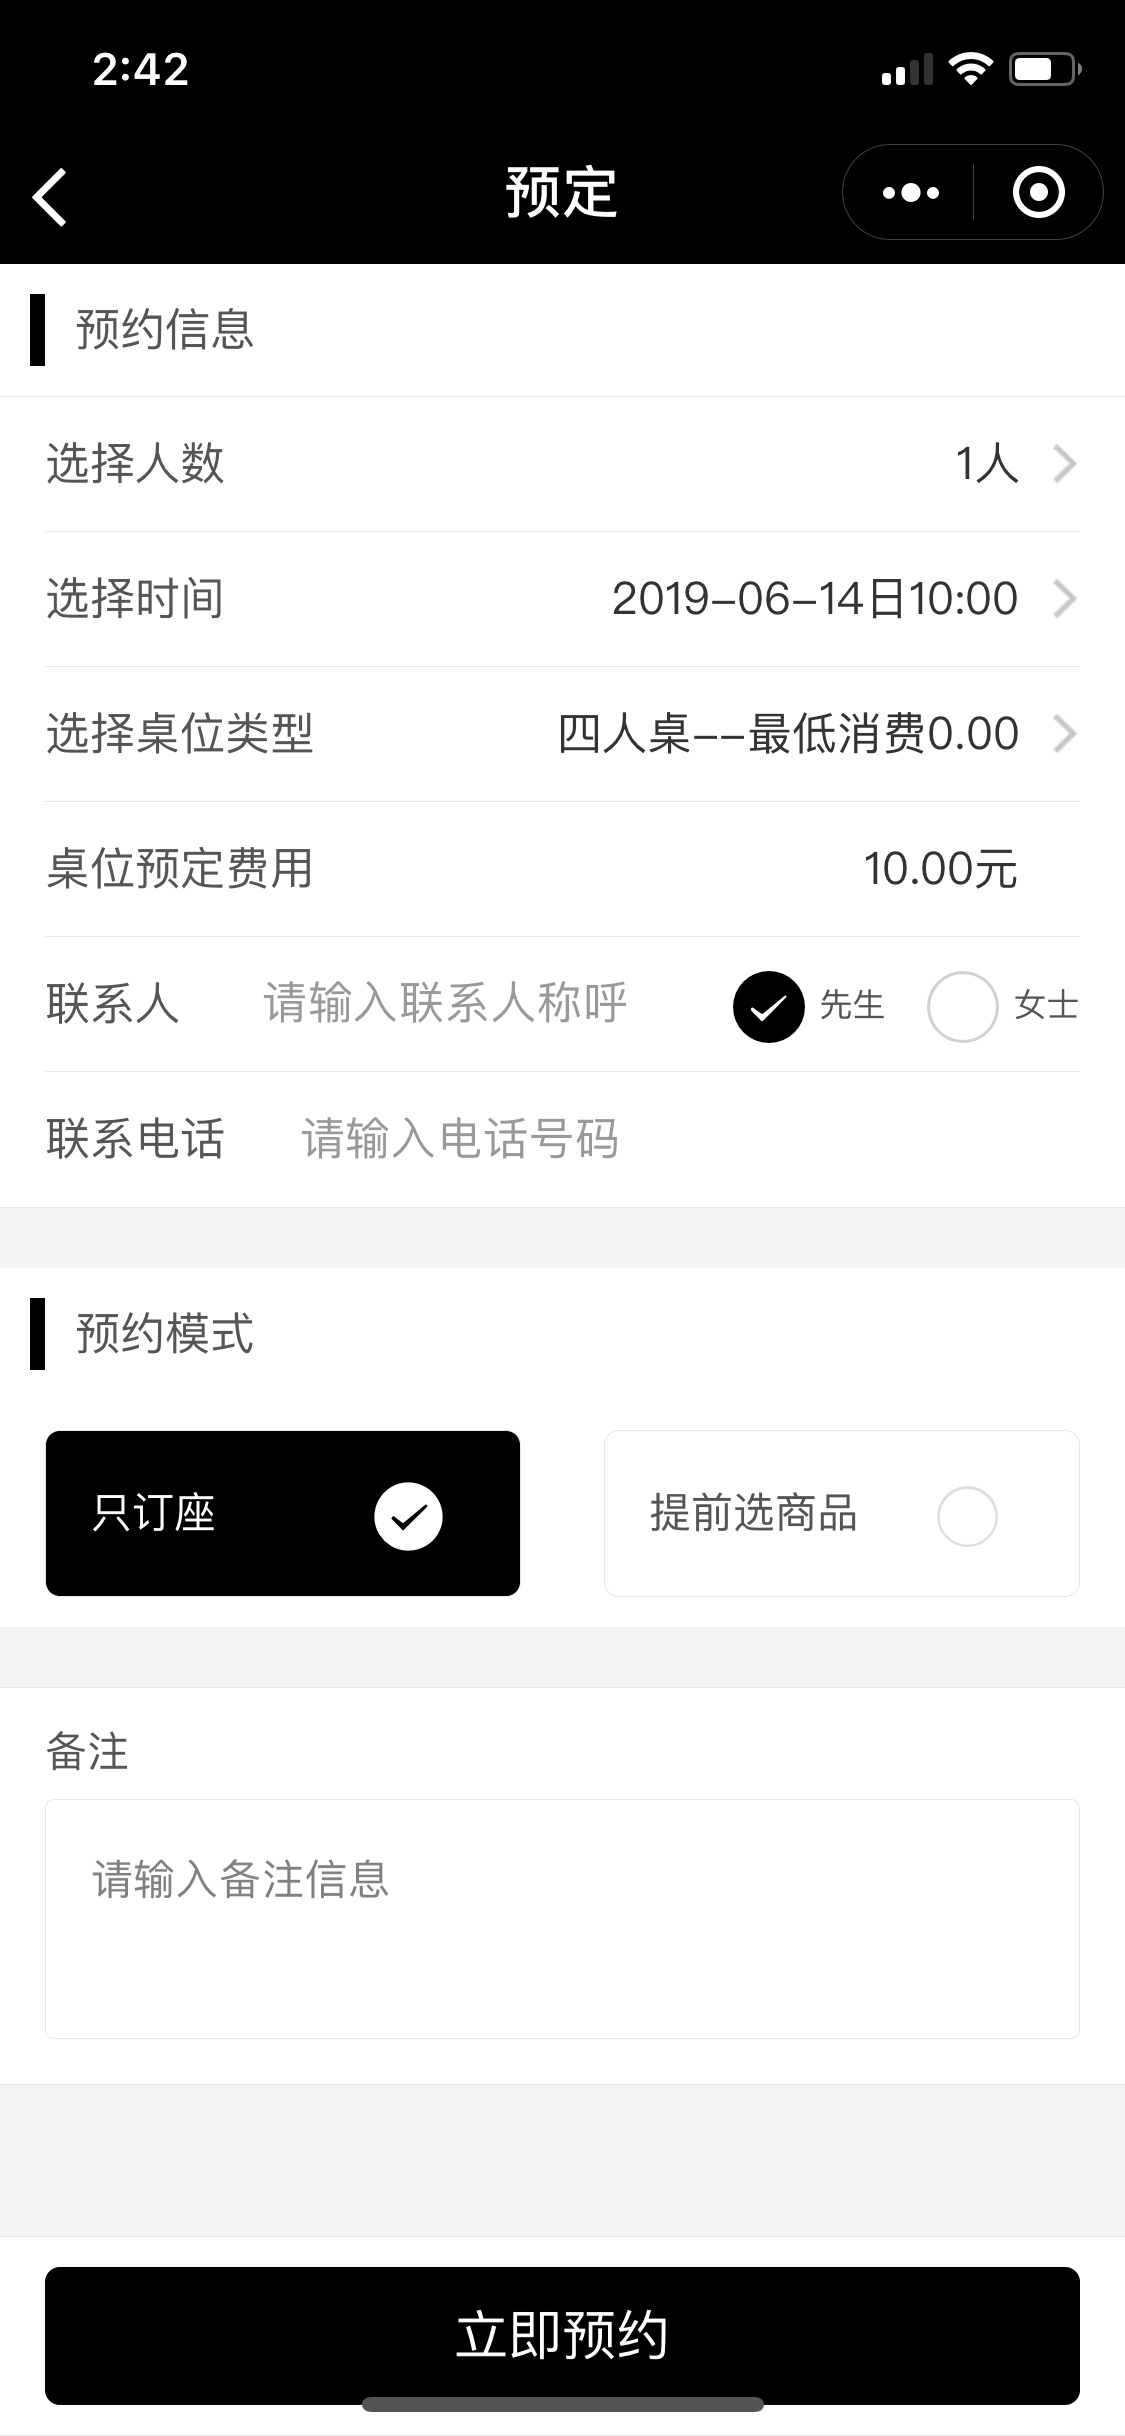 2:42
预定
预约信息
选择人数 1人
选择时间 2019-06-14日10:00
选择桌位类型 四人桌--最低消费0.00
桌位预定费用 10.00元
联系人 请输入联系人称呼 先生 女士
联系电话 请输入电话号码
预约模式
只订座 提前选商品
备注
请输入备注信息
立即预约